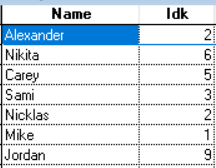 Name Idk
Alexander 2
Nikita 6
Carey 5
Sami 3
Nicklas 2
Mike 1
Jordan 9